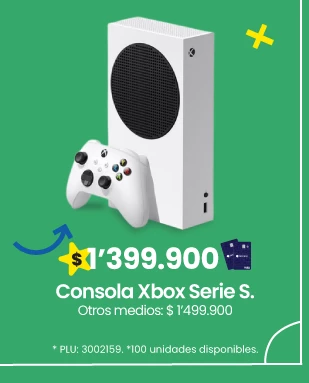 $1'399.900
Consola Xbox Serie S.
Otros medios: $ 1'499.900
* PLU: 3002159. *100 unidades disponibles.